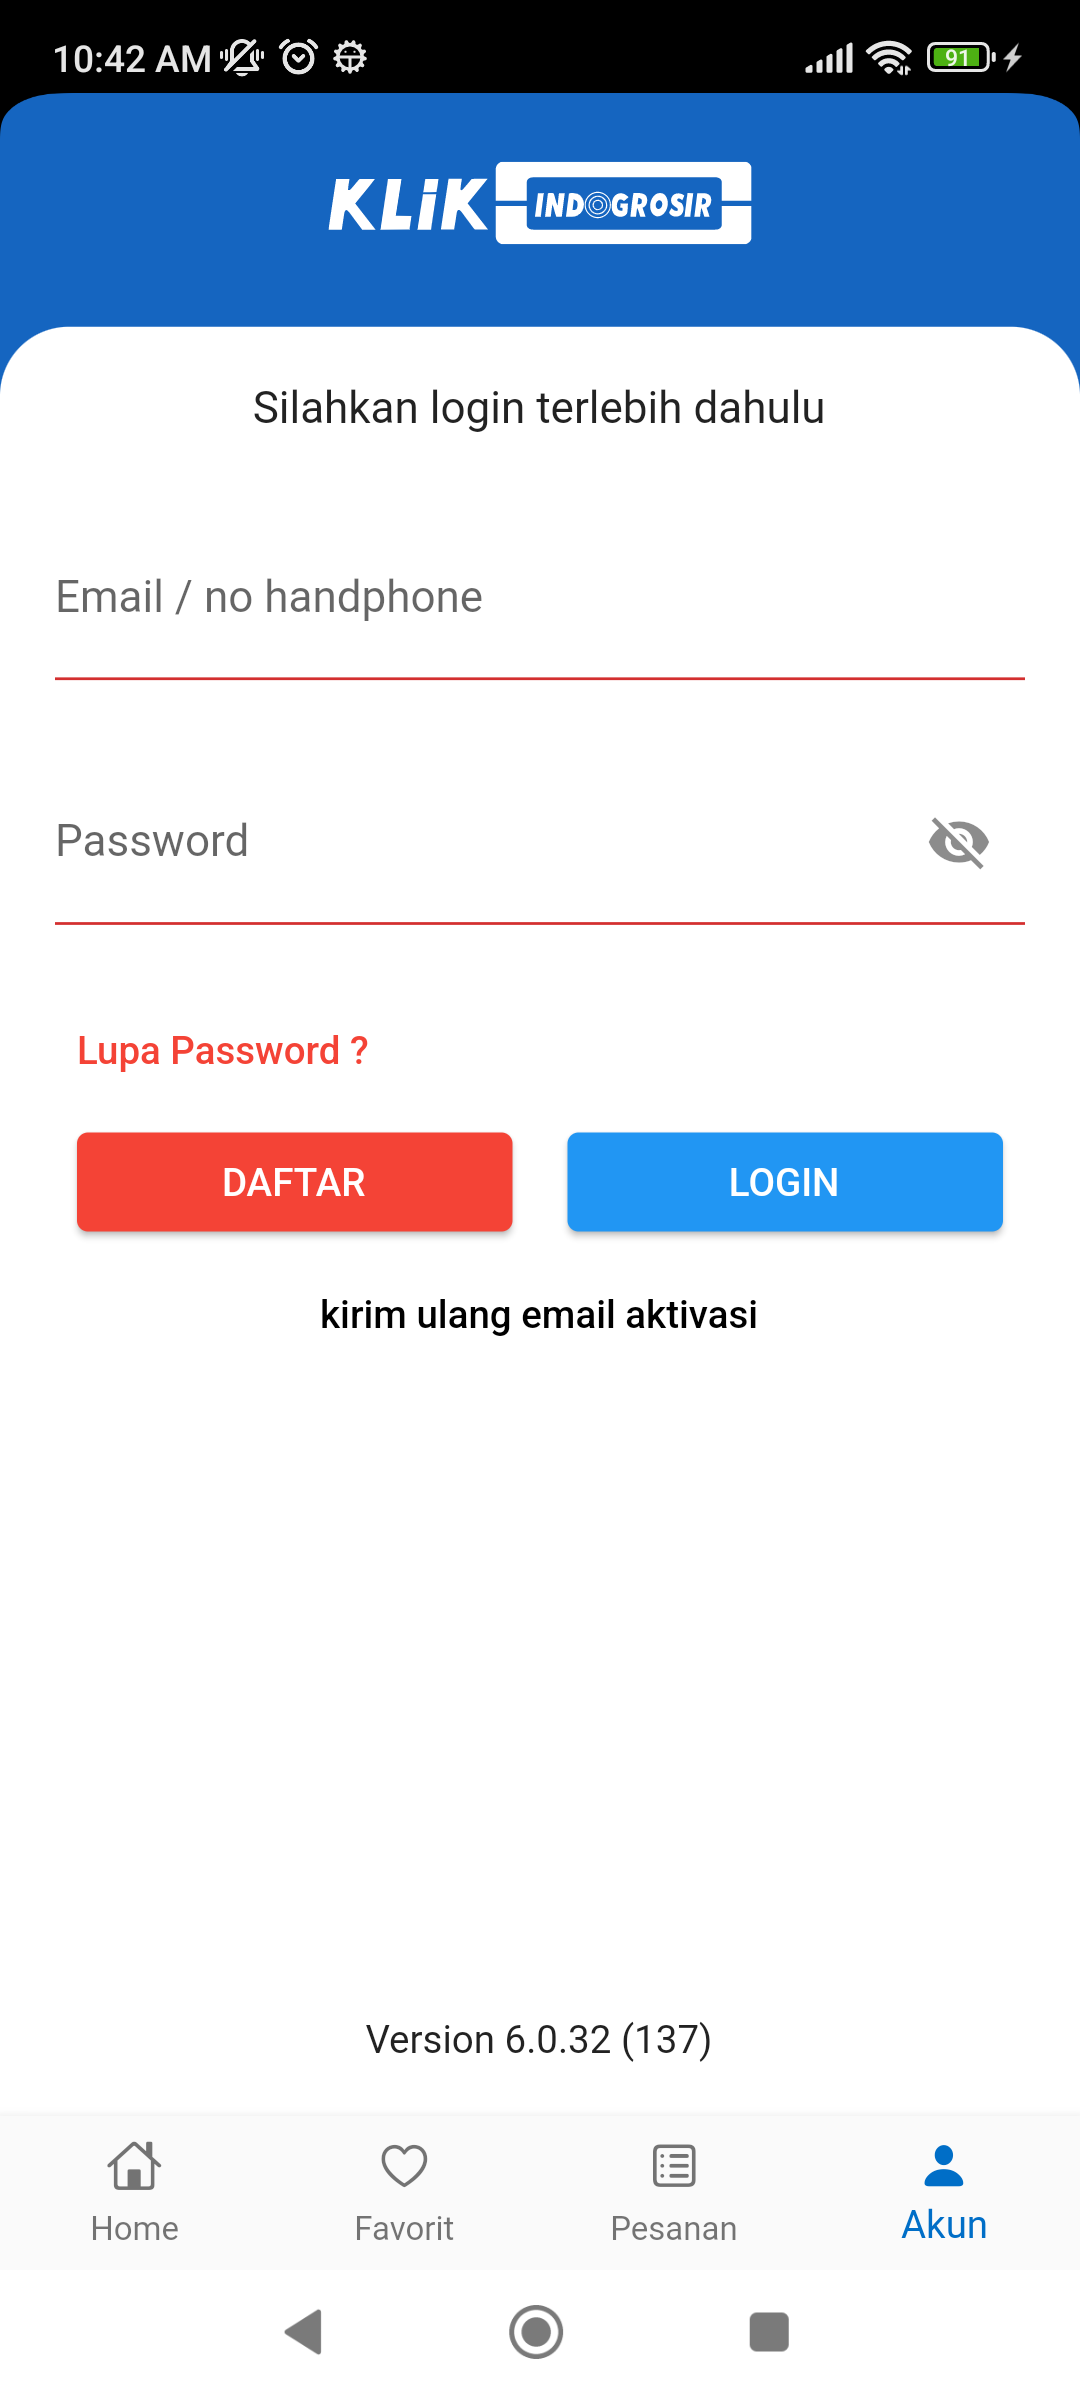 10:42 AM
91
KLiK INDOGROSIR
Silahkan login terlebih dahulu
Email / no handphone
Password
Lupa Password ?
DAFTAR
LOGIN
kirim ulang email aktivasi
Version 6.0.32 (137)
Home
Favorit
Pesanan
Akun